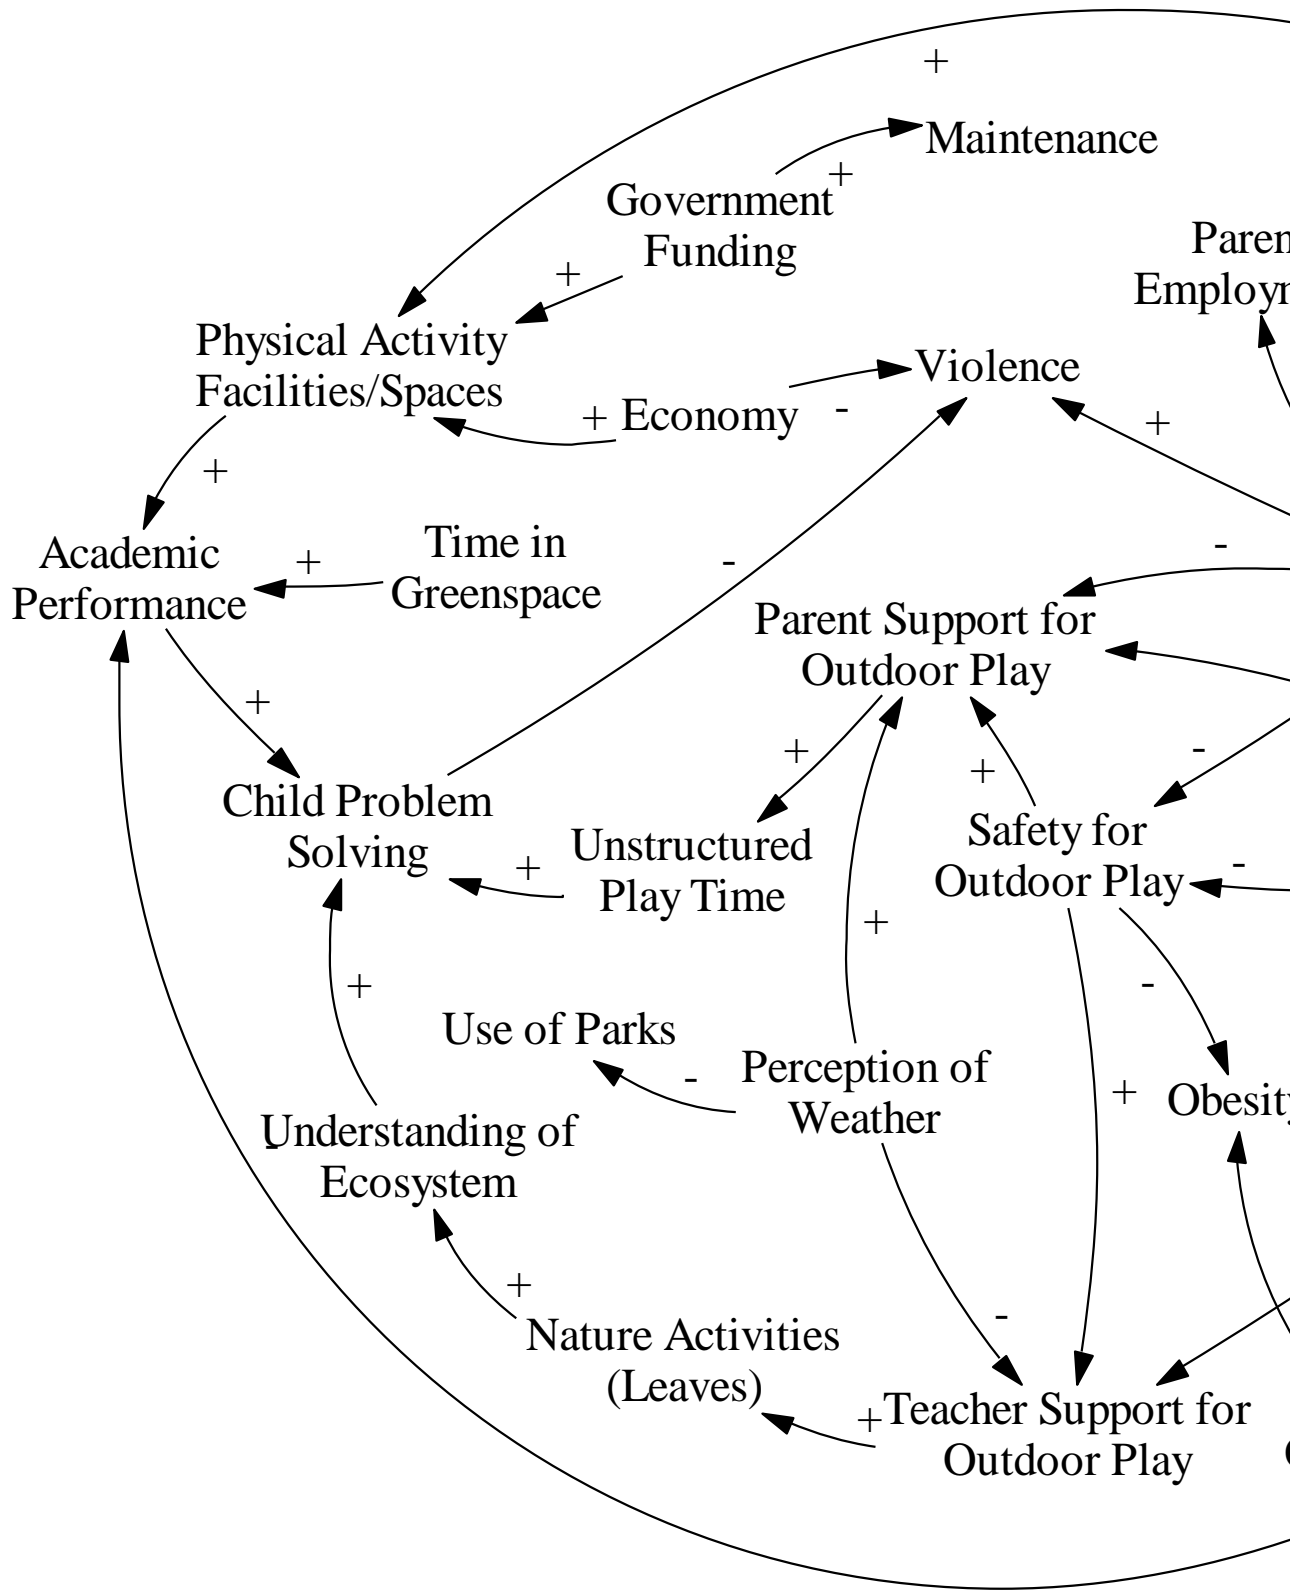 +
Maintenance
+
Government
Funding
+
Paren
Employ
Physical Activity
Facilities/Spaces
Violence
+ Economy -
+
+
Academic
Performance
+
Time in
Greenspace
-
-
Parent Support for
Outdoor Play
+
+
+
-
Child Problem
Solving
Unstructured
Play Time
+
Safety for
Outdoor Play
-
+
+
-
Use of Parks
-
Perception of
Weather
+
Obesity
Understanding of
Ecosystem
-
+
-
Nature Activities
(Leaves)
+
Teacher Support for
Outdoor Play